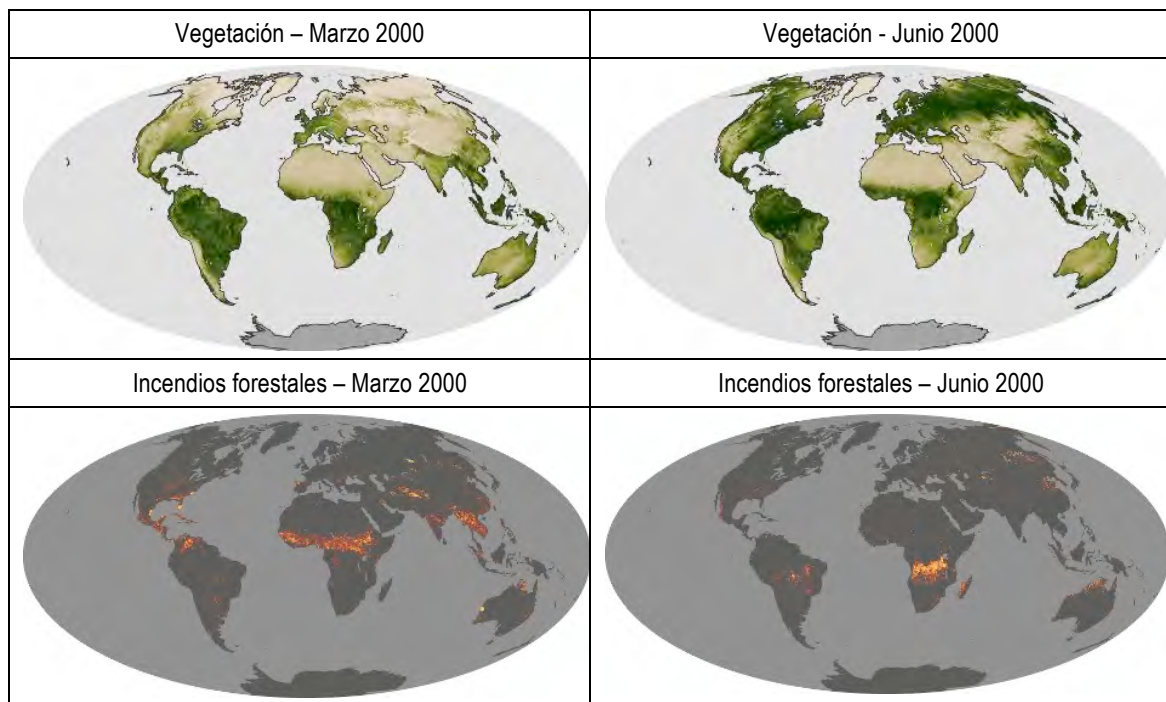 Vegetación – Marzo 2000
Vegetación - Junio 2000
Incendios forestales – Marzo 2000
Incendios forestales – Junio 2000